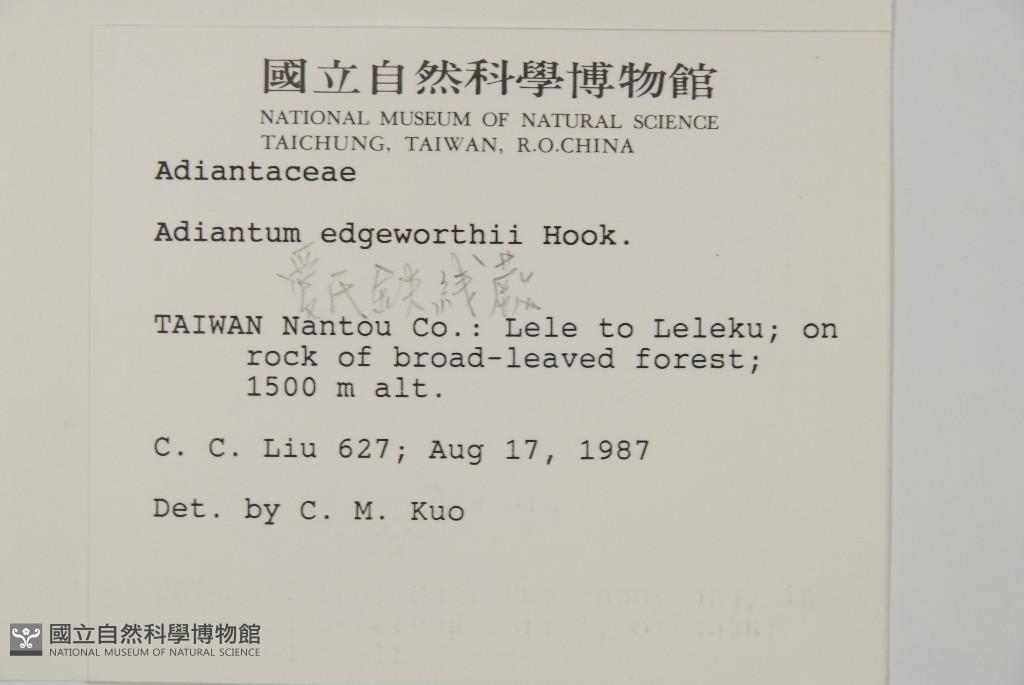 國立自然科學博物館
NATIONAL MUSEUM OF NATURAL SCIENCE
TAICHUNG, TAIWAN, R.O.CHINA
Adiantaceae
Adiantum edgeworthii Hook.
愛氏鉄線蕨
TAIWAN Nantou Co.: Lele to Leleku; on
rock of broad-leaved forest;
1500 m alt.
C. C. Liu 627; Aug 17, 1987
Det. by C. M. Kuo
國立自然科學博物館
NATIONAL MUSEUM OF NATURAL SCIENCE